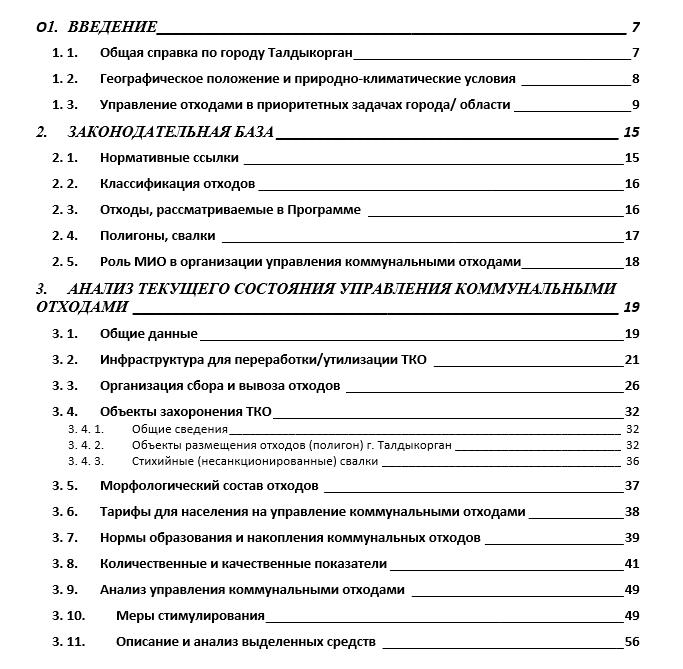 О1. ВВЕДЕНИЕ 7
1. 1. Общая справка по городу Талдыкорган 7
1. 2. Географическое положение и природно-климатические условия 8
1. 3. Управление отходами в приоритетных задачах города/ области 9
2. ЗАКОНОДАТЕЛЬНАЯ БАЗА 15
2. 1. Нормативные ссылки 15
2. 2. Классификация отходов 16
2. 3. Отходы, рассматриваемые в Программе 16
2. 4. Полигоны, свалки 17
2. 5. Роль МИО в организации управления коммунальными отходами 18
3. АНАЛИЗ ТЕКУЩЕГО СОСТОЯНИЯ УПРАВЛЕНИЯ КОММУНАЛЬНЫМИ
ОТХОДАМИ 19
3. 1. Общие данные 19
3. 2. Инфраструктура для переработки/утилизации ТКО 21
3. 3. Организация сбора и вывоза отходов 26
3. 4. Объекты захоронения ТКО 32
3. 4. 1. Общие сведения 32
3. 4. 2. Объекты размещения отходов (полигон) г. Талдыкорган 32
3. 4. 3. Стихийные (несанкционированные) свалки 36
3. 5. Морфологический состав отходов 37
3. 6. Тарифы для населения на управление коммунальными отходами 38
3. 7. Нормы образования и накопления коммунальных отходов 39
3. 8. Количественные и качественные показатели 41
3. 9. Анализ управления коммунальными отходами 49
3. 10. Меры стимулирования 49
3. 11. Описание и анализ выделенных средств 56